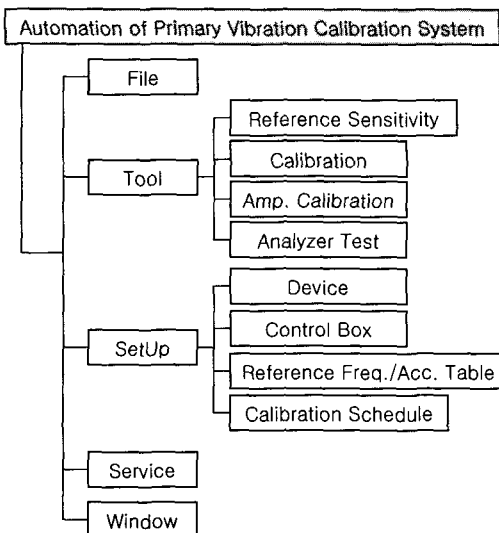 Automation of Primary Vibration Calibration System
File
Tool
Reference Sensitivity
Calibration
Amp. Calibration
Analyzer Test
SetUp
Device
Control Box
Reference Freq./Acc. Table
Calibration Schedule
Service
Window